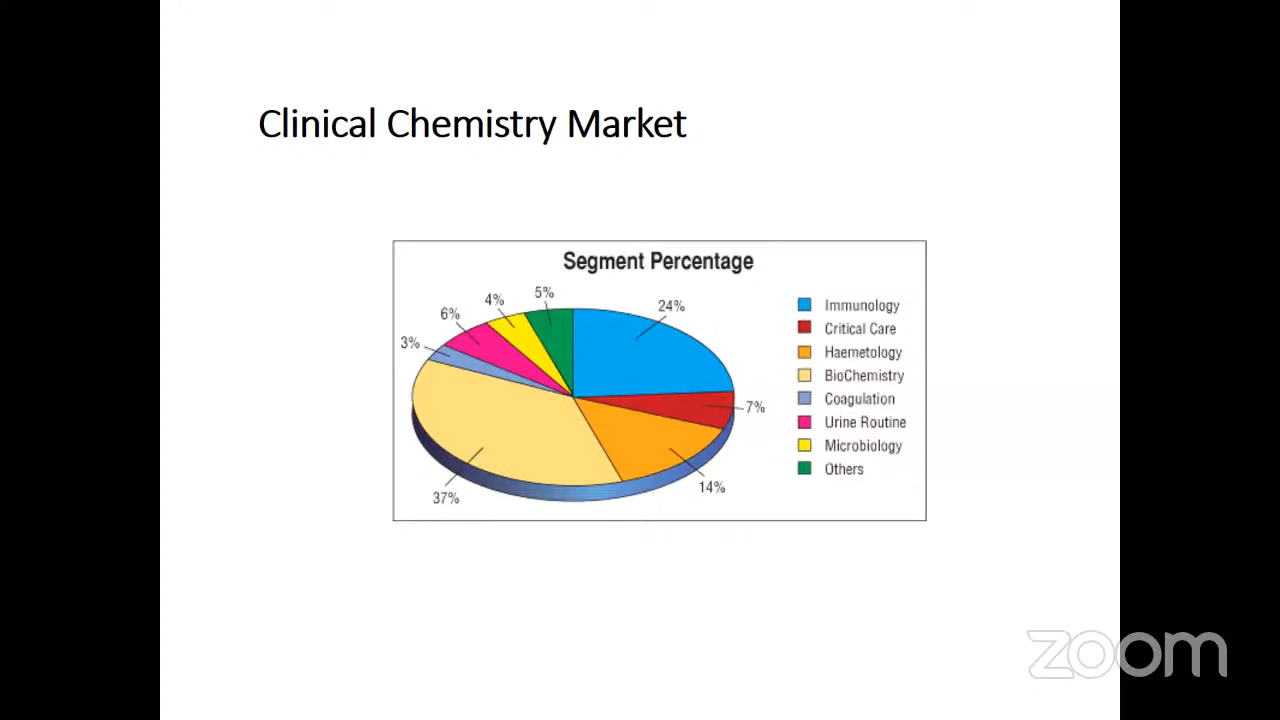 Clinical Chemistry Market
Segment Percentage
5%
4%
24%
6%
3%
7%
14%
37%
Immunology
Critical Care
Haemetology
BioChemistry
Coagulation
Urine Routine
Microbiology
Others
zoom